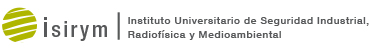 isirym
Instituto Universitario de Seguridad Industrial,
Radiofísica y Medioambiental